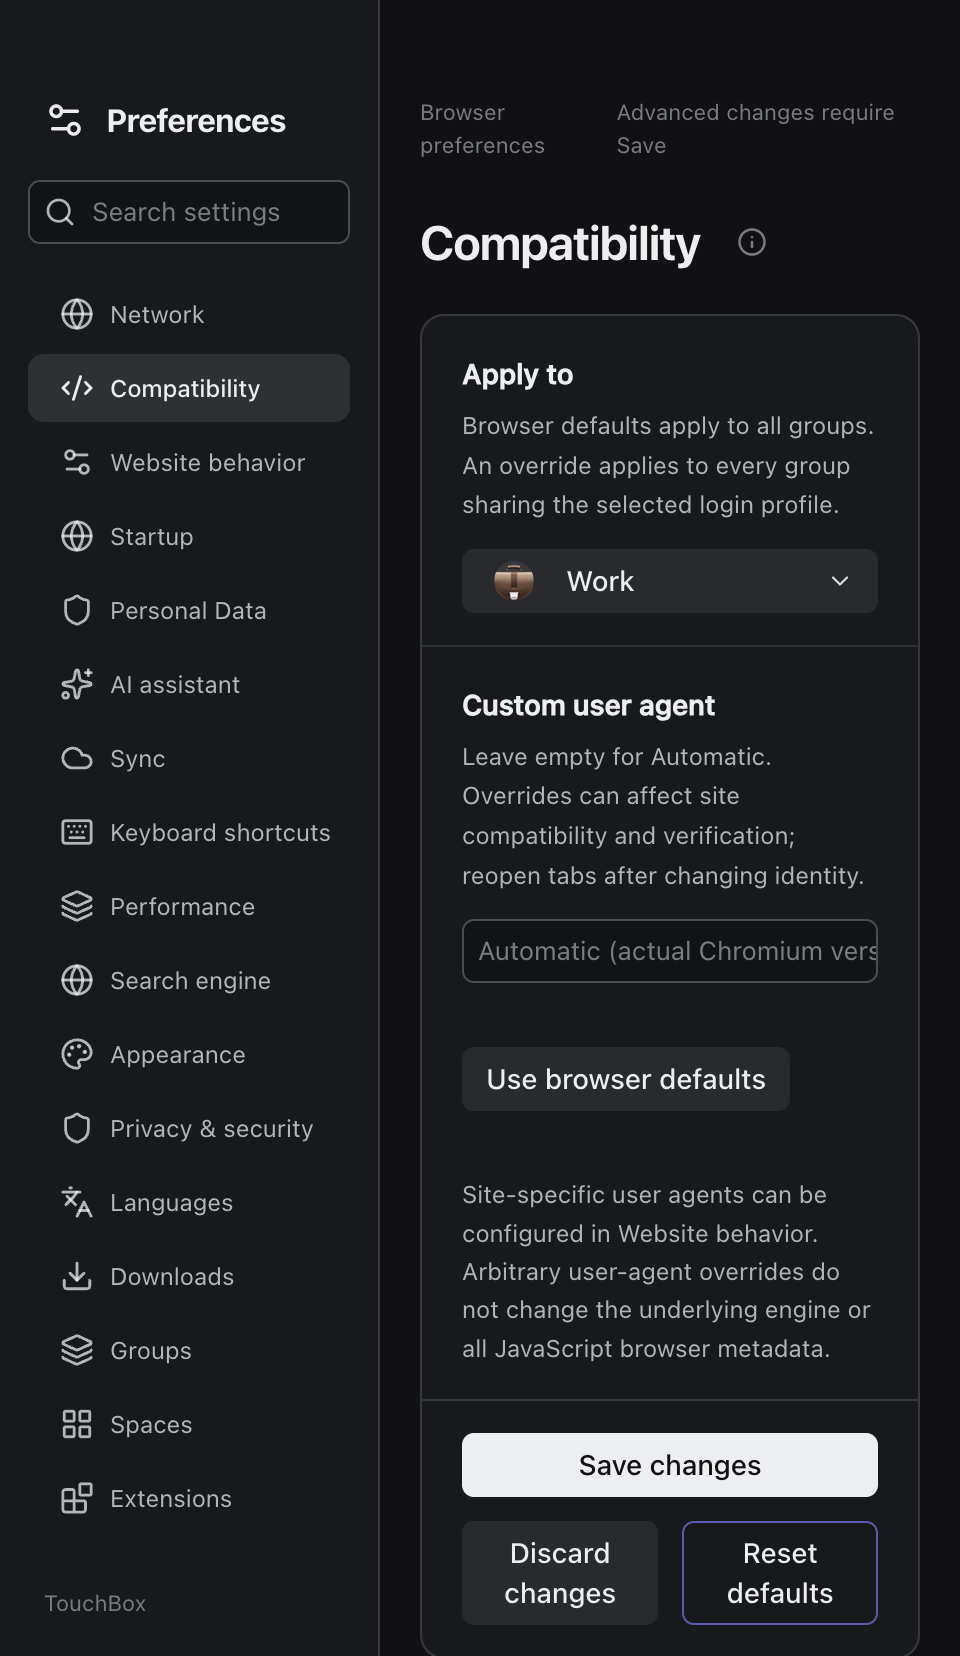 Preferences
Search settings
Network
Compatibility
Website behavior
Startup
Personal Data
AI assistant
Sync
Keyboard shortcuts
Performance
Search engine
Appearance
Privacy & security
Languages
Downloads
Groups
Spaces
Extensions
TouchBox
Browser
preferences
Advanced changes require
Save
Compatibility
Apply to
Browser defaults apply to all groups.
An override applies to every group
sharing the selected login profile.
Work
Custom user agent
Leave empty for Automatic.
Overrides can affect site
compatibility and verification;
reopen tabs after changing identity.
Automatic (actual Chromium vers
Use browser defaults
Site-specific user agents can be
configured in Website behavior.
Arbitrary user-agent overrides do
not change the underlying engine or
all JavaScript browser metadata.
Save changes
Discard
changes
Reset
defaults